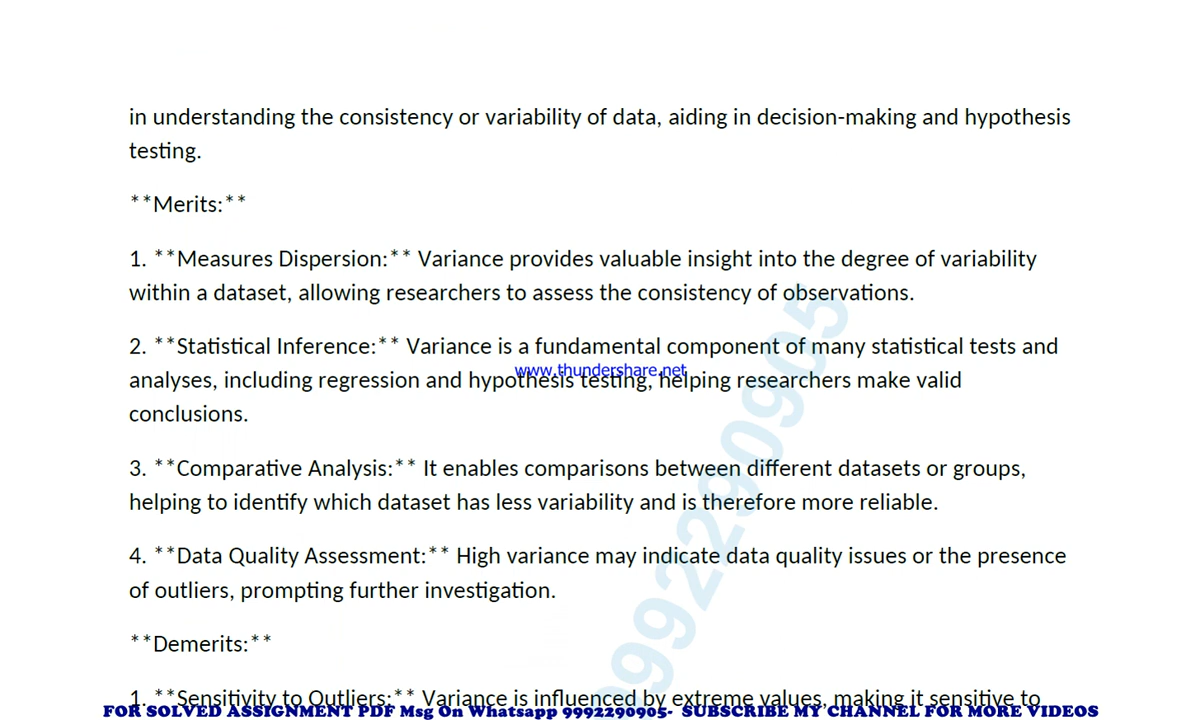 in understanding the consistency or variability of data, aiding in decision-making and hypothesis
testing.
**Merits:**
1. **Measures Dispersion:** Variance provides valuable insight into the degree of variability
within a dataset, allowing researchers to assess the consistency of observations.
2. **Statistical Inference:** Variance is a fundamental component of many statistical tests and
www.thundershare.net
analyses, including regression and hypothesis testing, helping researchers make valid
conclusions.
3. **Comparative Analysis:** It enables comparisons between different datasets or groups,
helping to identify which dataset has less variability and is therefore more reliable.
4. **Data Quality Assessment:** High variance may indicate data quality issues or the presence
of outliers, prompting further investigation.
**Demerits:**
1. **Sensitivity to Outliers:** Variance is influenced by extreme values, making it sensitive to
FOR SOLVED ASSIGNMENT PDF Msg On Whatsapp 9992290905- SUBSCRIBE MY CHANNEL FOR MORE VIDEOS
9992290905